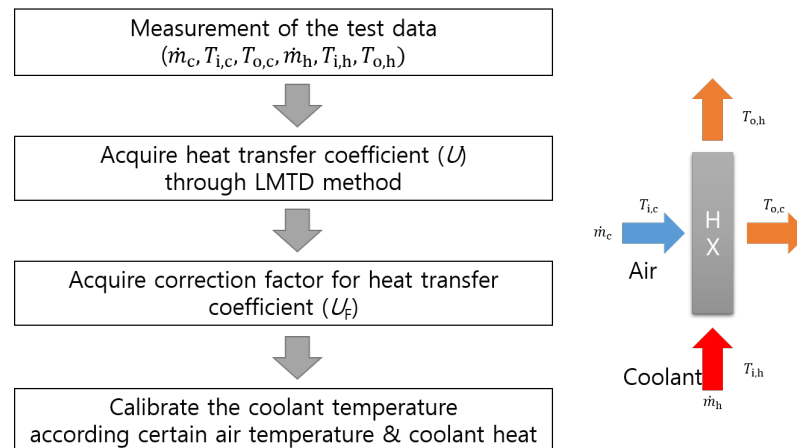 Measurement of the test data
(ṁc, Ti,c, To,c, ṁh, Ti,h, To,h)
Acquire heat transfer coefficient (U)
through LMTD method
Acquire correction factor for heat transfer
coefficient (UF)
Calibrate the coolant temperature
according certain air temperature & coolant heat
To,h
Ti,c
To,c
ṁc
H
X
Air
Coolant
Ti,h
ṁh